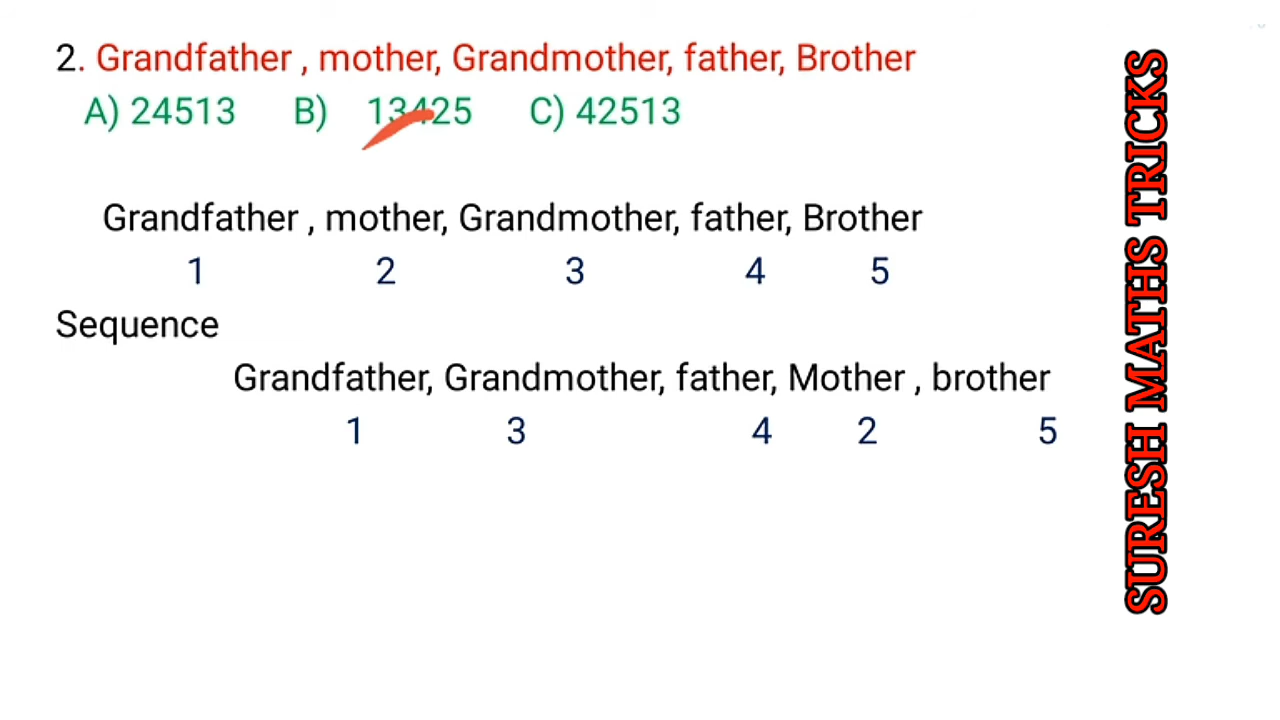 2. Grandfather , mother, Grandmother, father, Brother
A) 24513 B) 13425 C) 42513
Grandfather , mother, Grandmother, father, Brother
1 2 3 4 5
Sequence
Grandfather, Grandmother, father, Mother , brother
1 3 4 2 5
SURESH MATHS TRICKS